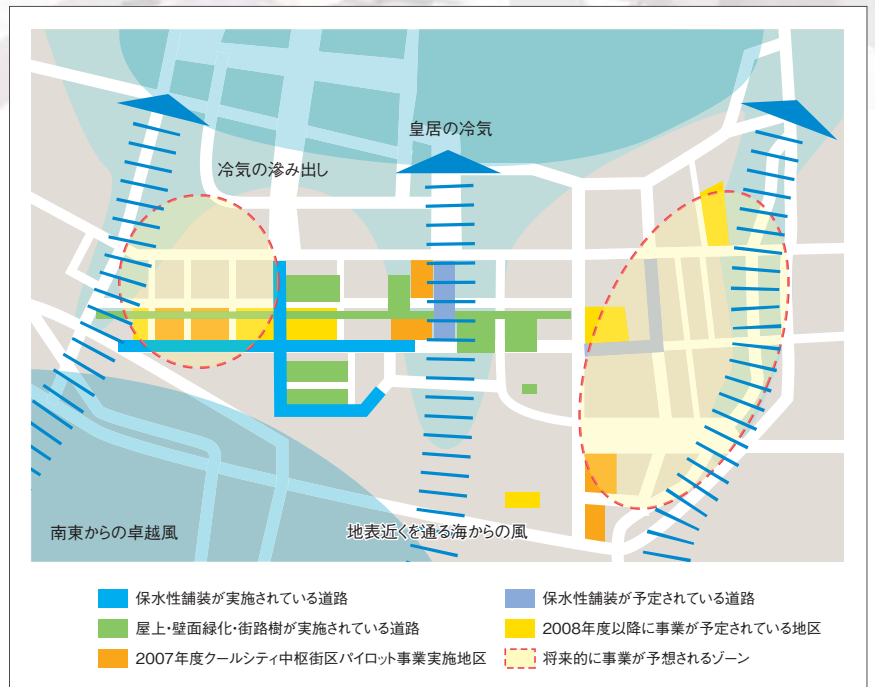 皇居の冷気
冷気の滲み出し
南東からの卓越風
地表近くを通る海からの風
保水性舗装が実施されている道路
保水性舗装が予定されている道路
屋上・壁面緑化・街路樹が実施されている道路
2008年度以降に事業が予定されている地区
2007年度クールシティ中枢街区パイロット事業実施地区
将来的に事業が予想されるゾーン